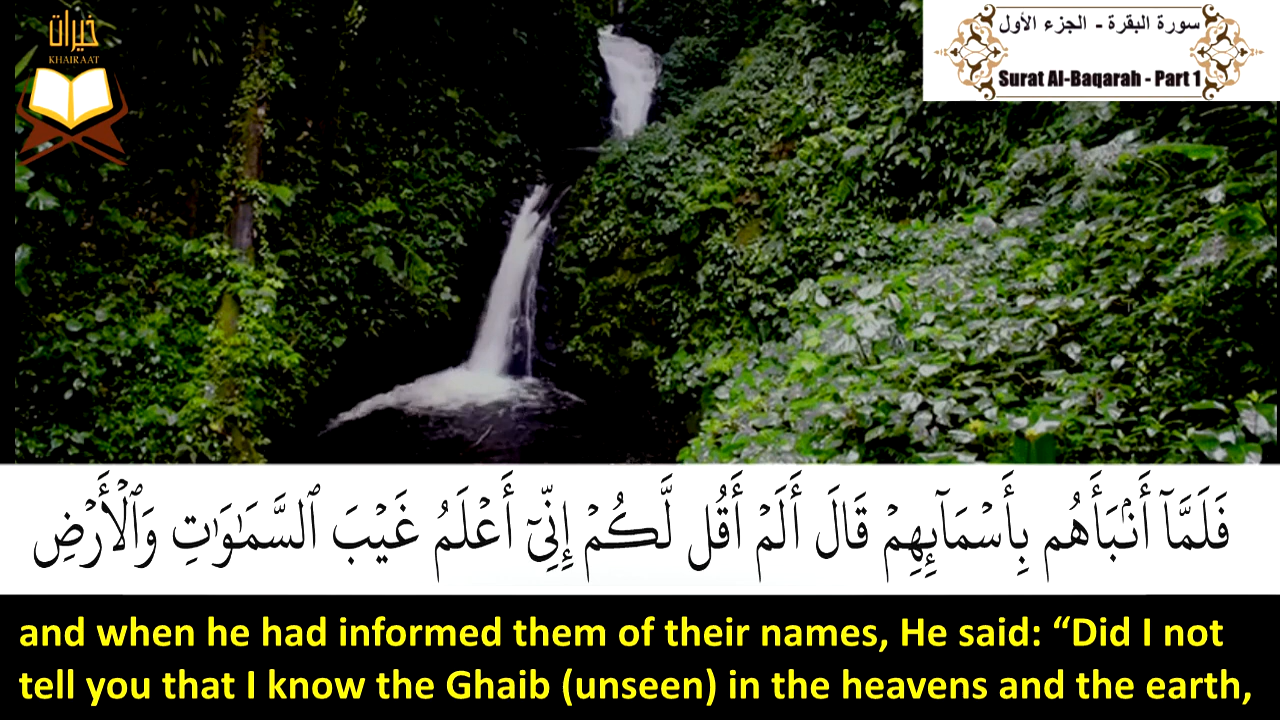 خيرات
KHAIRAAT
سورة البقرة - الجزء الأول
Surat Al-Baqarah - Part 1
فَلَمَّآ أَنۢبَأَهُم بِأَسْمَآئِهِمْ قَالَ أَلَمْ أَقُل لَّكُمْ إِنِّىٓ أَعْلَمُ غَيْبَ ٱلسَّمَٰوَٰتِ وَٱلْأَرْضِ
and when he had informed them of their names, He said: “Did I not
tell you that I know the Ghaib (unseen) in the heavens and the earth,